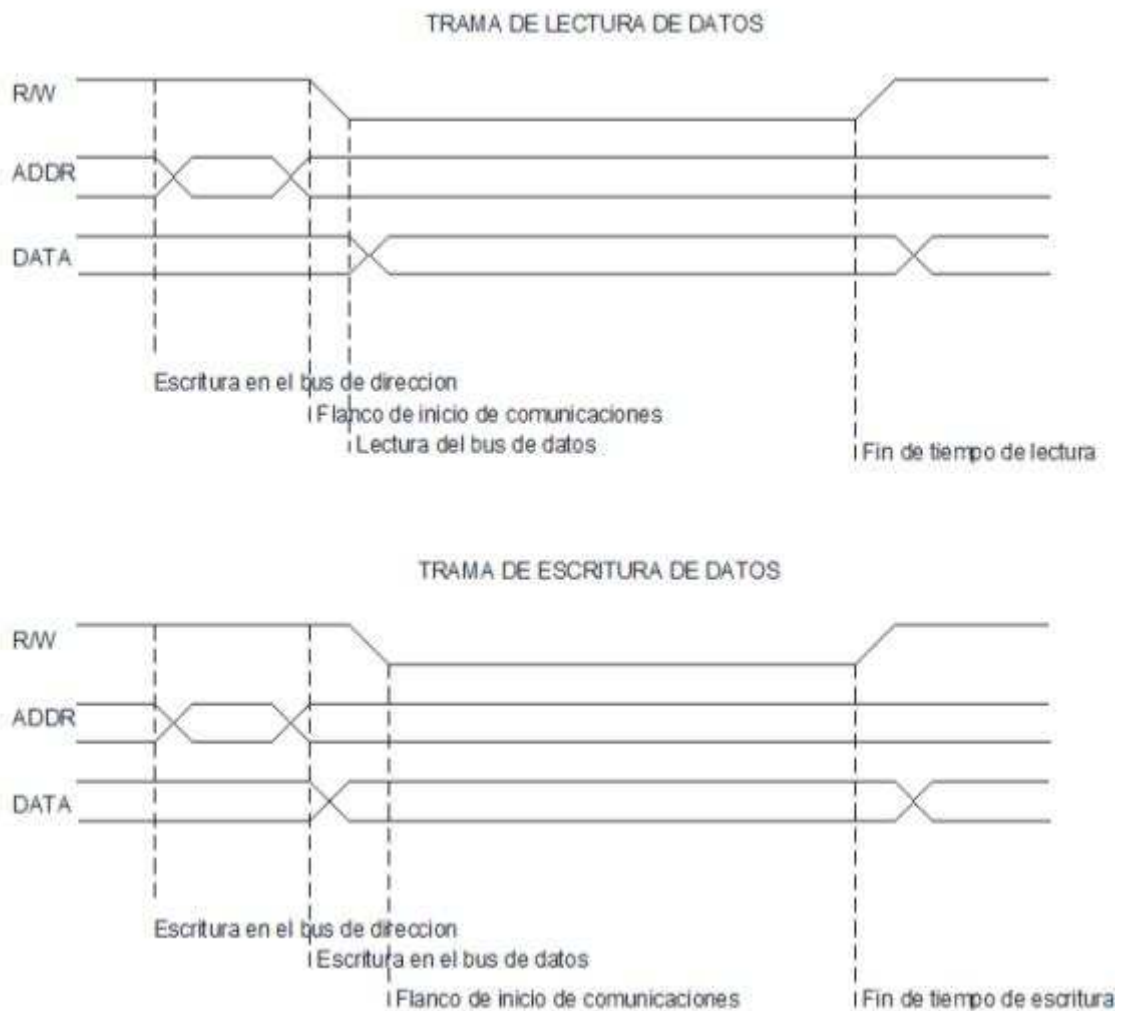 TRAMA DE LECTURA DE DATOS
R/W
ADDR
DATA
Escritura en el bus de direccion
Flanco de inicio de comunicaciones
Lectura del bus de datos
Fin de tiempo de lectura
TRAMA DE ESCRITURA DE DATOS
R/W
ADDR
DATA
Escritura en el bus de direccion
Escritura en el bus de datos
Flanco de inicio de comunicaciones
Fin de tiempo de escritura